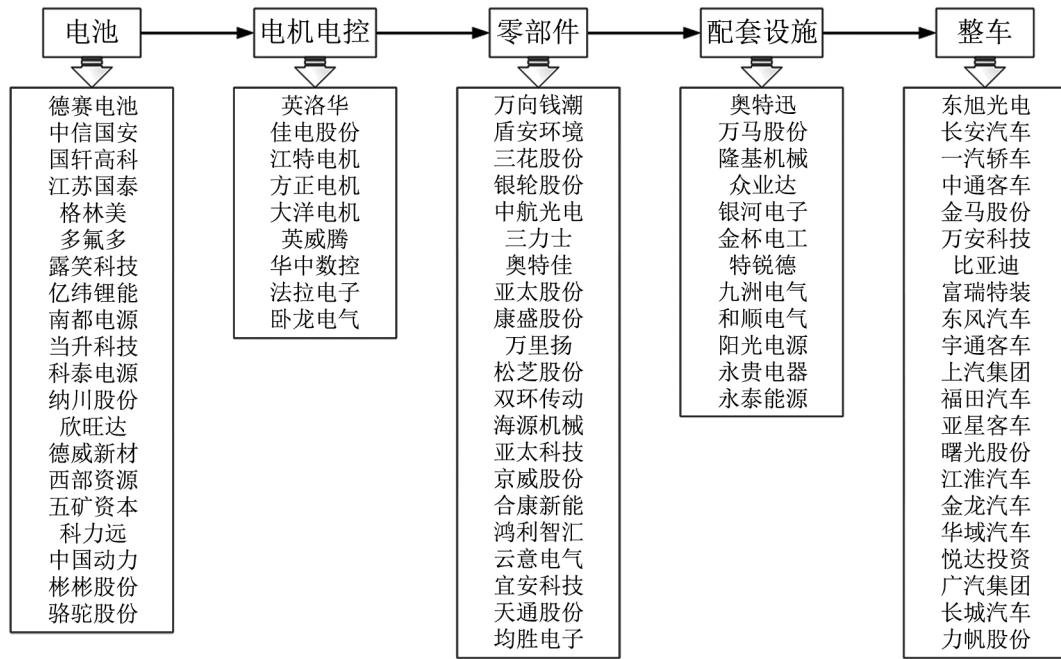 电池
德赛电池
中信国安
国轩高科
江苏国泰
格林美
多氟多
露笑科技
亿纬锂能
南都电源
当升科技
科泰电源
纳川股份
欣旺达
德威新材
西部资源
五矿资本
科力远
中国动力
彬彬股份
骆驼股份
电机电控
英洛华
佳电股份
江特电机
方正电机
大洋电机
英威腾
华中数控
法拉电子
卧龙电气
零部件
万向钱潮
盾安环境
三花股份
银轮股份
中航光电
三力士
奥特佳
亚太股份
康盛股份
万里扬
松芝股份
双环传动
海源机械
亚太科技
京威股份
合康新能
鸿利智汇
云意电气
宜安科技
天通股份
均胜电子
配套设施
奥特迅
万马股份
隆基机械
众业达
银河电子
金杯电工
特锐德
九洲电气
和顺电气
阳光电源
永贵电器
永泰能源
整车
东旭光电
长安汽车
一汽轿车
中通客车
金马股份
万安科技
比亚迪
富瑞特装
东风汽车
宇通客车
上汽集团
福田汽车
亚星客车
曙光股份
江淮汽车
金龙汽车
华域汽车
悦达投资
广汽集团
长城汽车
力帆股份